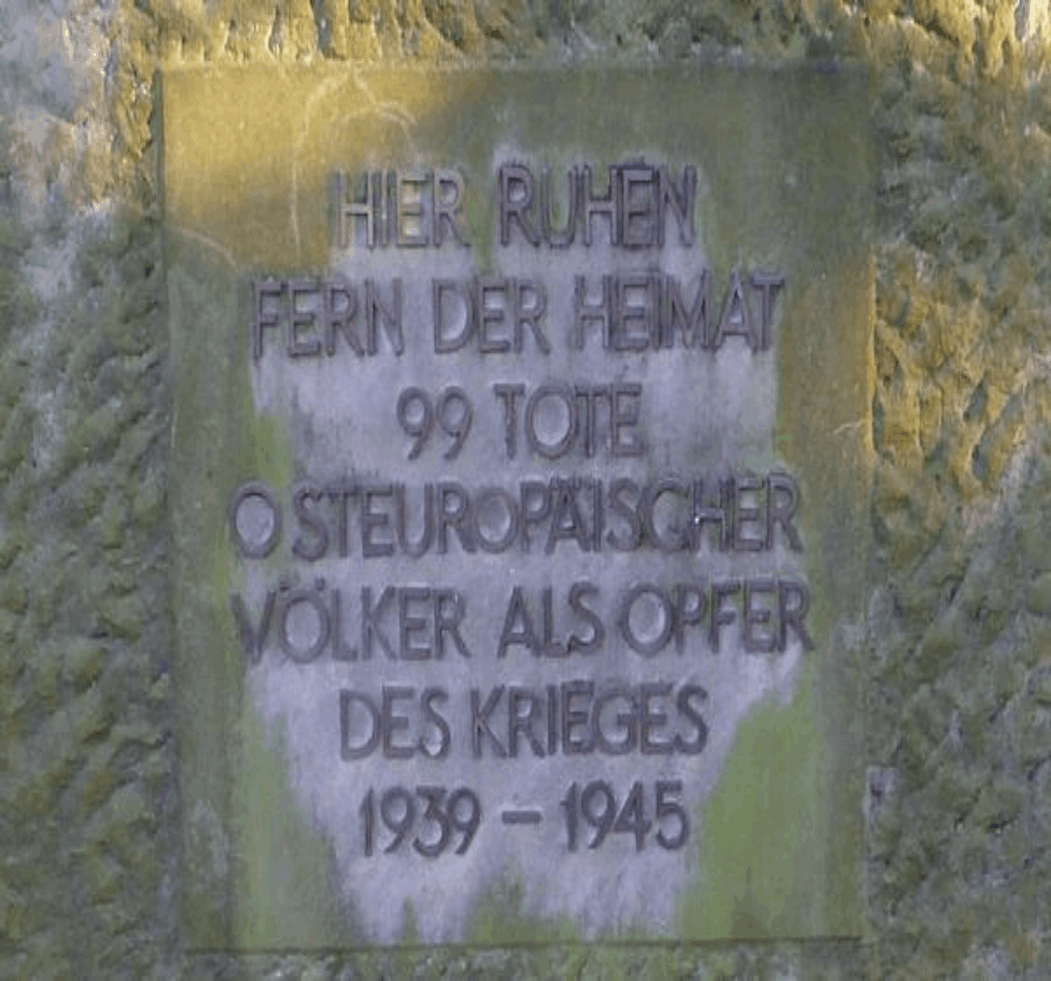 HIER RUHEN
FERN DER HEIMAT
99 TOTE
OSTEUROPÄISCHER
VÖLKER ALS OPFER
DES KRIEGES
1939 – 1945